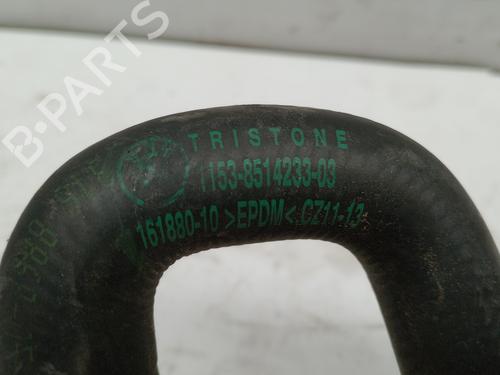 B-Parts
TRISTONE
1153-8514233-03
161880-10 >EPDM< CZ11-13